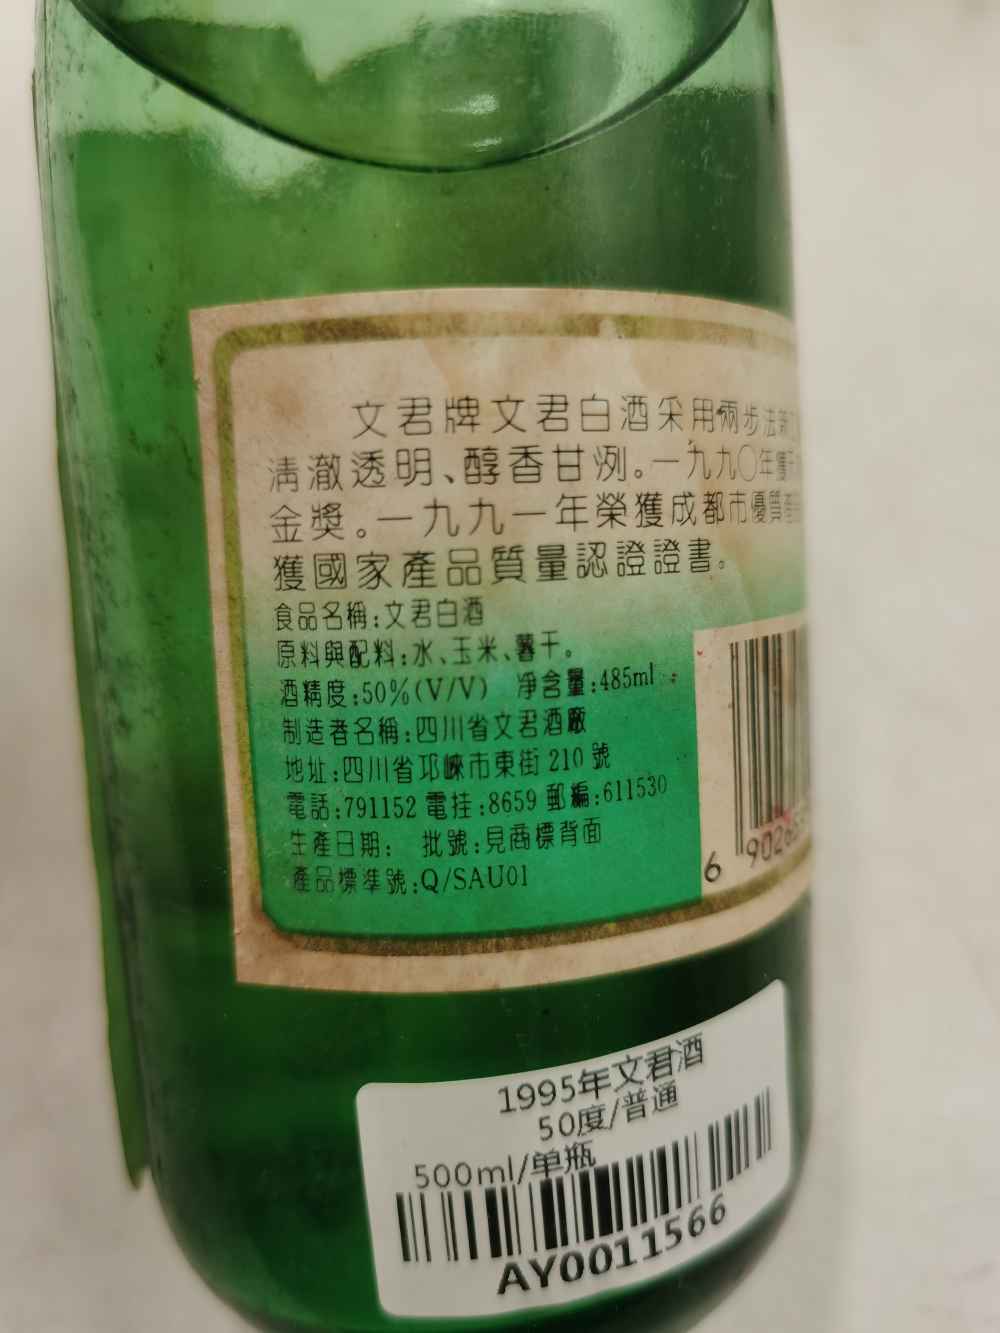 文君牌文君白酒采用兩步法新
清澈透明、醇香甘洌。一九九〇年獲
金獎。一九九一年榮獲成都市優質產
獲國家產品質量認證證書。
食品名稱:文君白酒
原料與配料:水、玉米、薯干。
酒精度:50%(V/V) 净含量:485ml
制造者名稱:四川省文君酒廠
地址:四川省邛崍市東街 210 號
電話:791152 電挂:8659 郵編:611530
生產日期: 批號:見商標背面
產品標準號:Q/SAU01
6 90265
1995年文君酒
50度/普通
500ml/单瓶
AY0011566